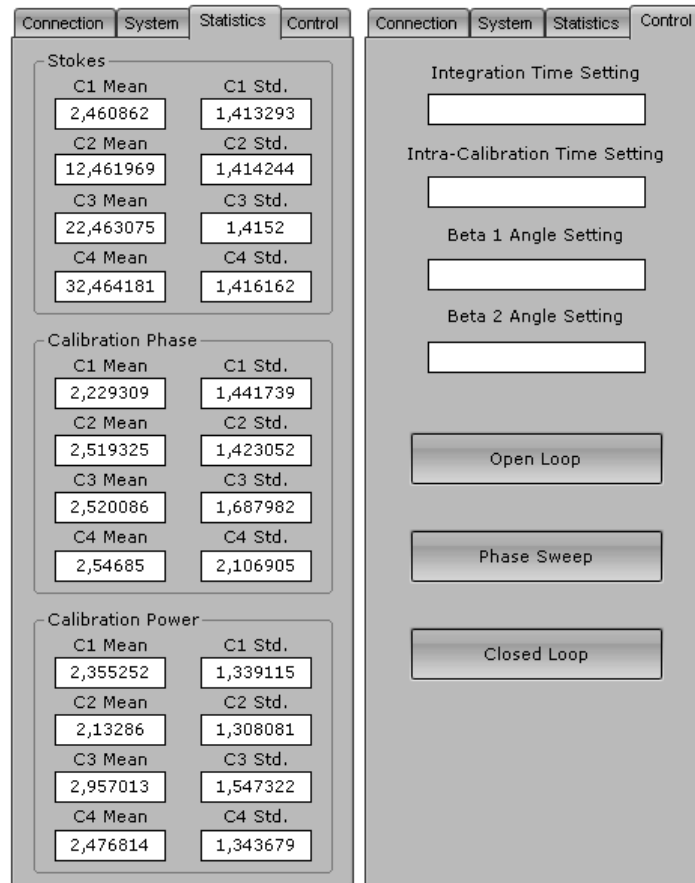 Connection System Statistics Control
Stokes
C1 Mean C1 Std.
2,460862 1,413293
C2 Mean C2 Std.
12,461969 1,414244
C3 Mean C3 Std.
22,463075 1,4152
C4 Mean C4 Std.
32,464181 1,416162
Calibration Phase
C1 Mean C1 Std.
2,229309 1,441739
C2 Mean C2 Std.
2,519325 1,423052
C3 Mean C3 Std.
2,520086 1,687982
C4 Mean C4 Std.
2,54685 2,106905
Calibration Power
C1 Mean C1 Std.
2,355252 1,339115
C2 Mean C2 Std.
2,13286 1,308081
C3 Mean C3 Std.
2,957013 1,547322
C4 Mean C4 Std.
2,476814 1,343679
Connection System Statistics Control
Integration Time Setting
Intra-Calibration Time Setting
Beta 1 Angle Setting
Beta 2 Angle Setting
Open Loop
Phase Sweep
Closed Loop